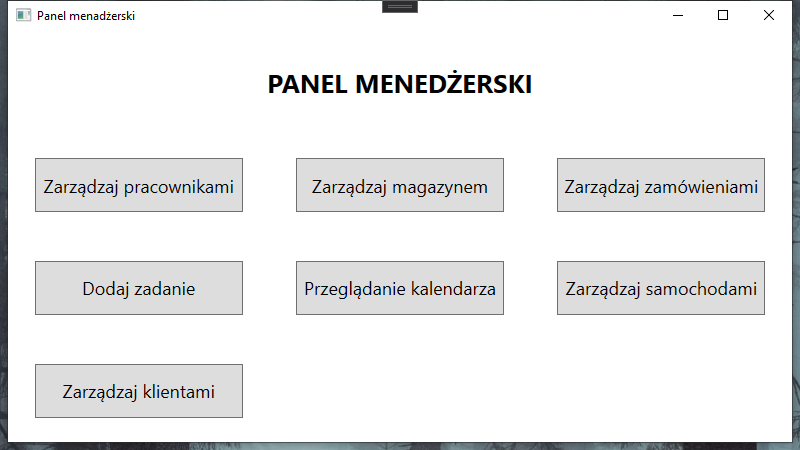 Panel menadżerski
PANEL MENEDŻERSKI
Zarządzaj pracownikami
Zarządzaj magazynem
Zarządzaj zamówieniami
Dodaj zadanie
Przeglądanie kalendarza
Zarządzaj samochodami
Zarządzaj klientami